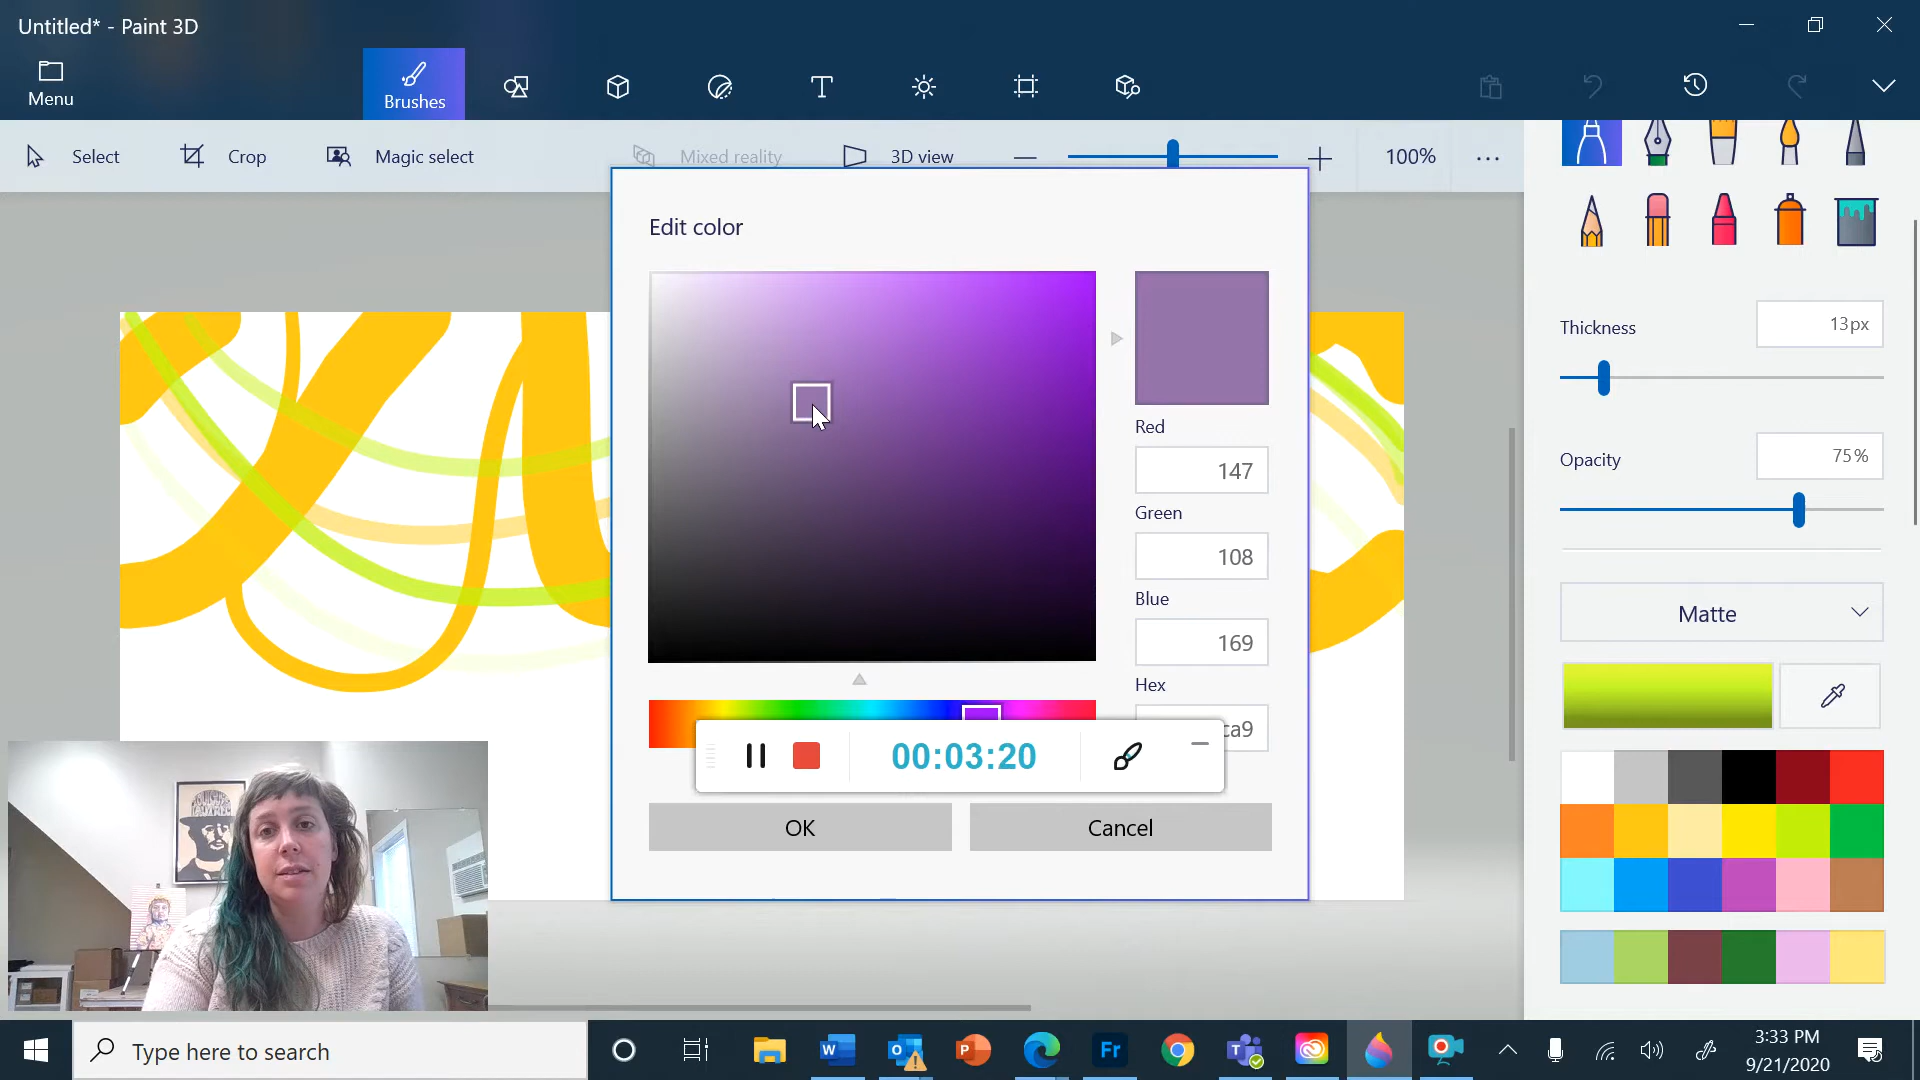 Untitled* - Paint 3D
Menu
Brushes
Select
Crop
Magic select
Mixed reality
3D view
100%
Edit color
Red
147
Green
108
Blue
169
Hex
ca9
00:03:20
OK
Cancel
Thickness
13px
Opacity
75%
Matte
Type here to search
W
O
P
Fr
T
3:33 PM
9/21/2020